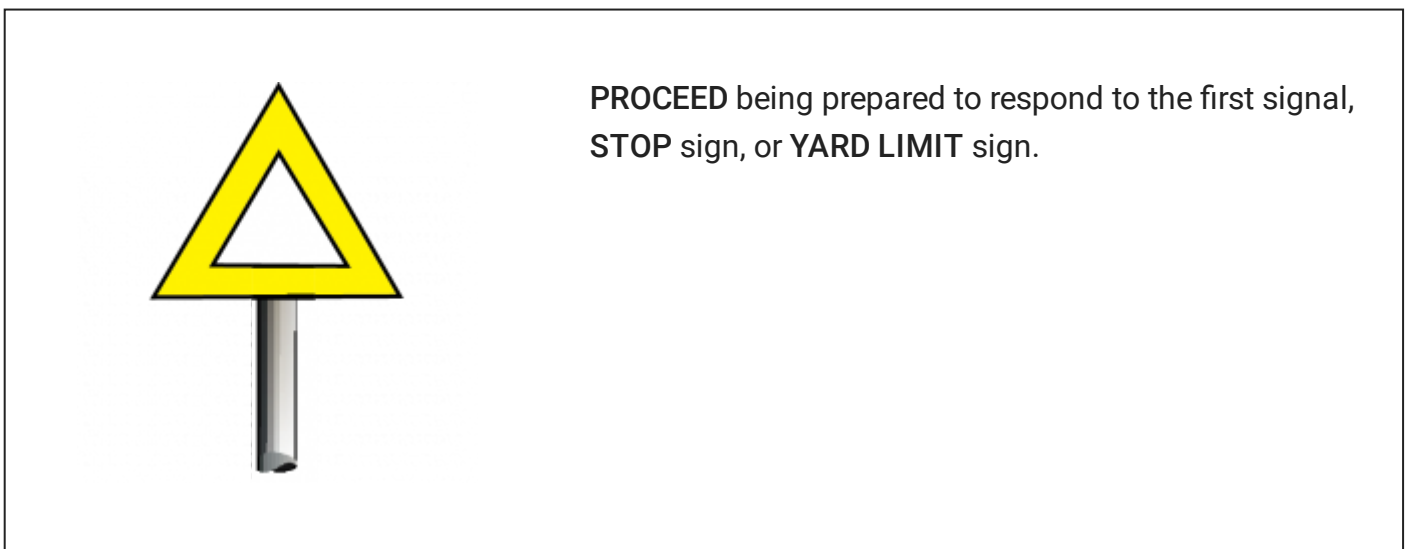 PROCEED being prepared to respond to the first signal,
STOP sign, or YARD LIMIT sign.